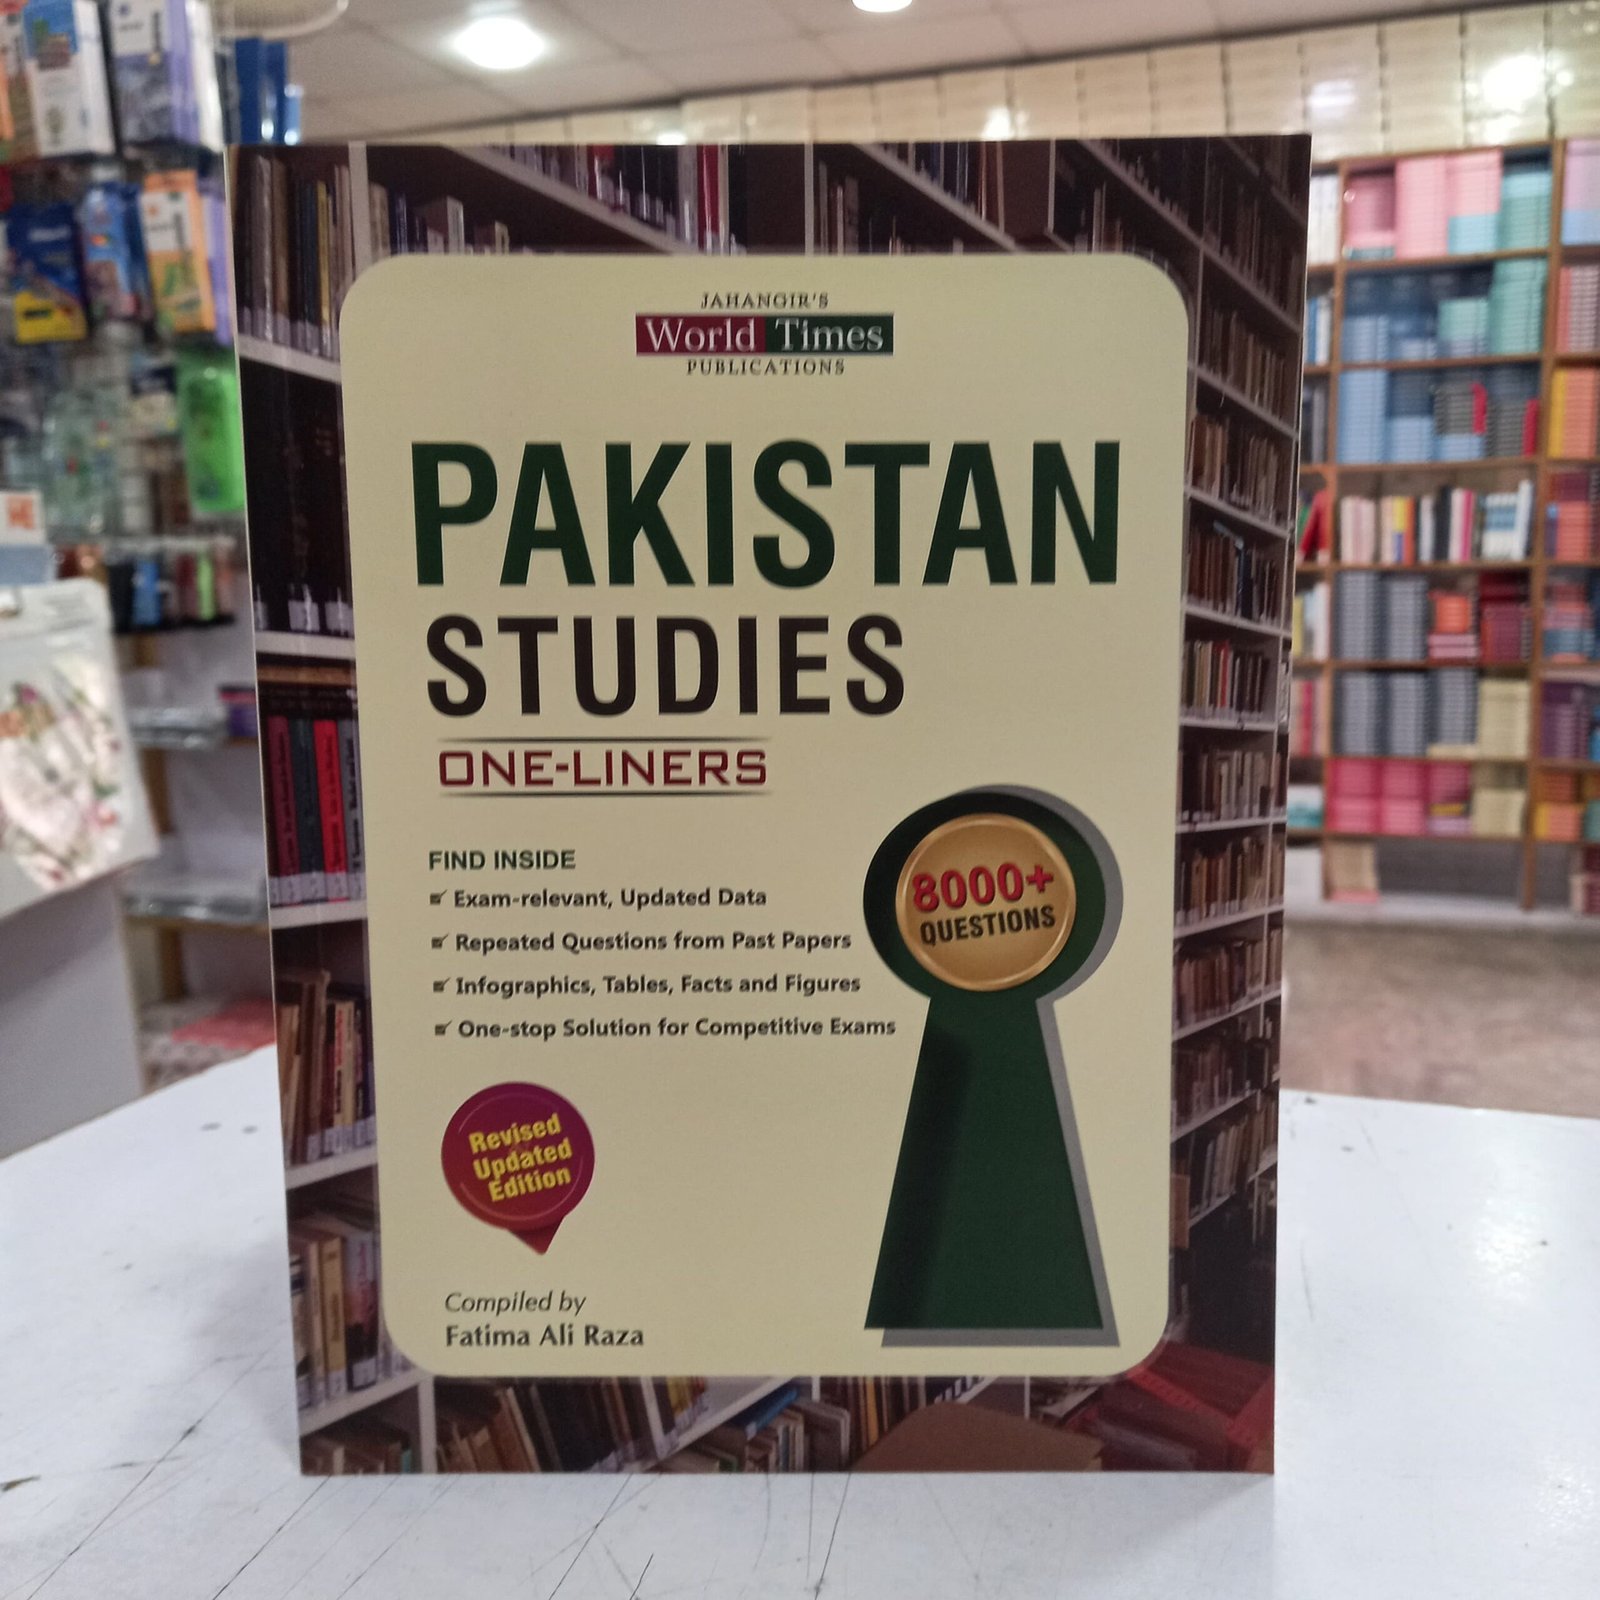 JAHANGIR'S
World Times
PUBLICATIONS
PAKISTAN
STUDIES
ONE-LINERS
FIND INSIDE
Exam-relevant, Updated Data
Repeated Questions from Past Papers
Infographics, Tables, Facts and Figures
One-stop Solution for Competitive Exams
8000+
QUESTIONS
Revised
Updated
Edition
Compiled by
Fatima Ali Raza